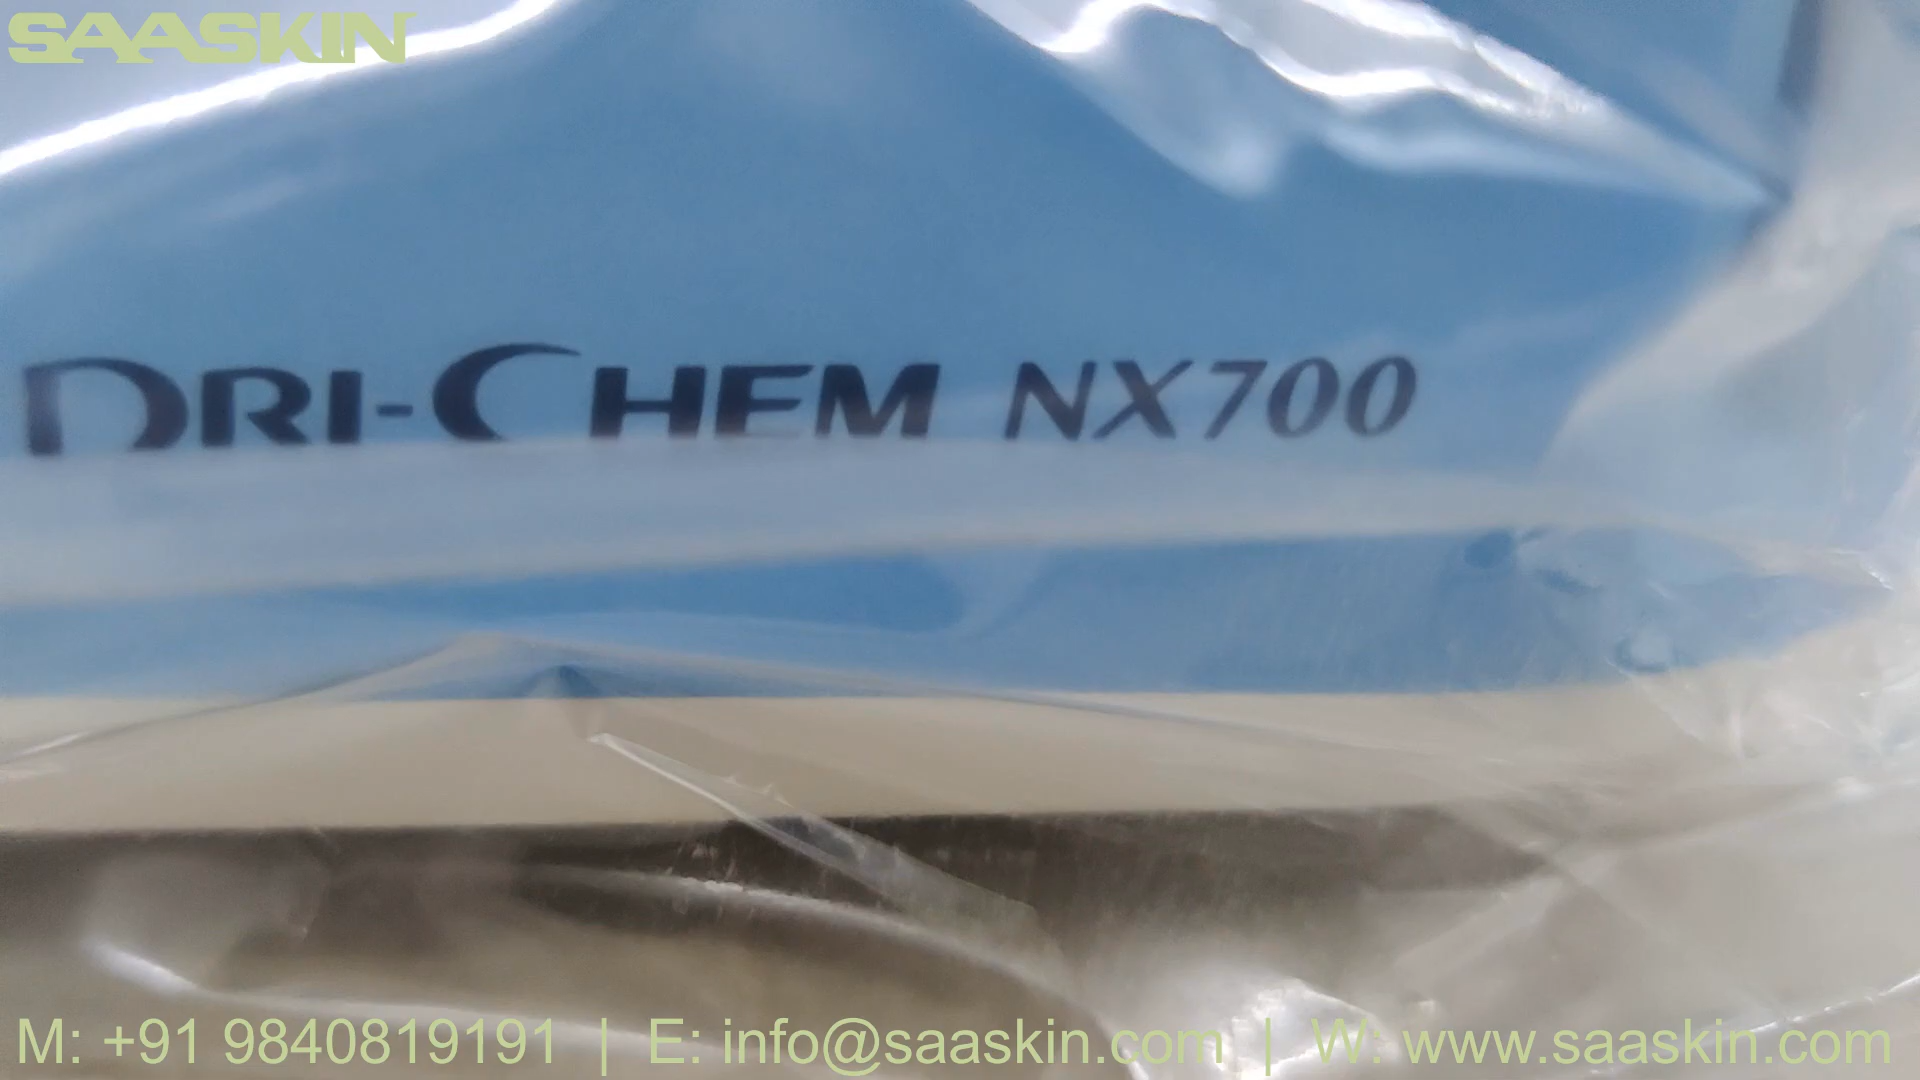 SAASKIN
DRI-CHEM NX700
M: +91 9840819191 | E: info@saaskin.com | W: www.saaskin.com